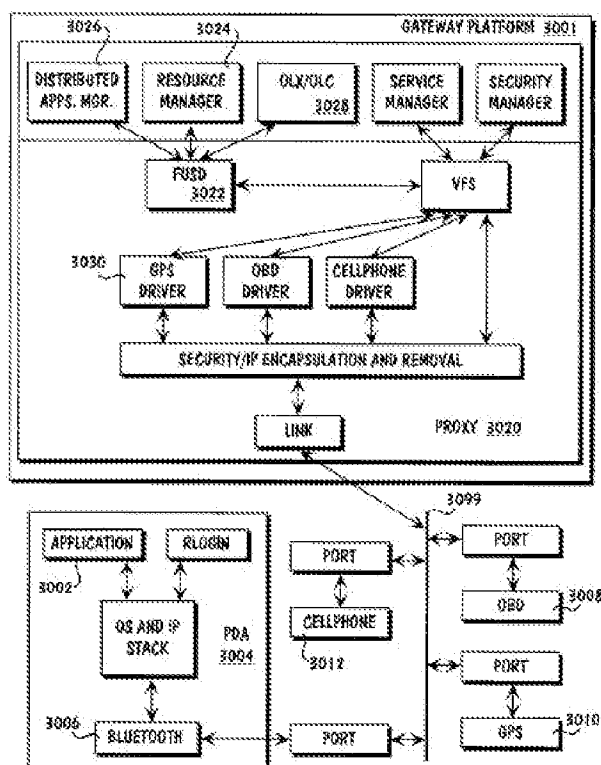 GATEWAY PLATFORM 3001
3026
3024
DISTRIBUTED
APPS. MGR.
RESOURCE
MANAGER
OLX/OLC
3028
SERVICE
MANAGER
SECURITY
MANAGER
FUSD
3022
VFS
3030
GPS
DRIVER
OBD
DRIVER
CELLPHONE
DRIVER
SECURITY/IP ENCAPSULATION AND REMOVAL
LINK
PROXY 3020
3099
APPLICATION
RLOGIN
3002
PORT
PORT
OS AND IP
STACK
PDA
3004
CELLPHONE
3012
OBD
3008
PORT
3006
BLUETOOTH
PORT
GPS
3010